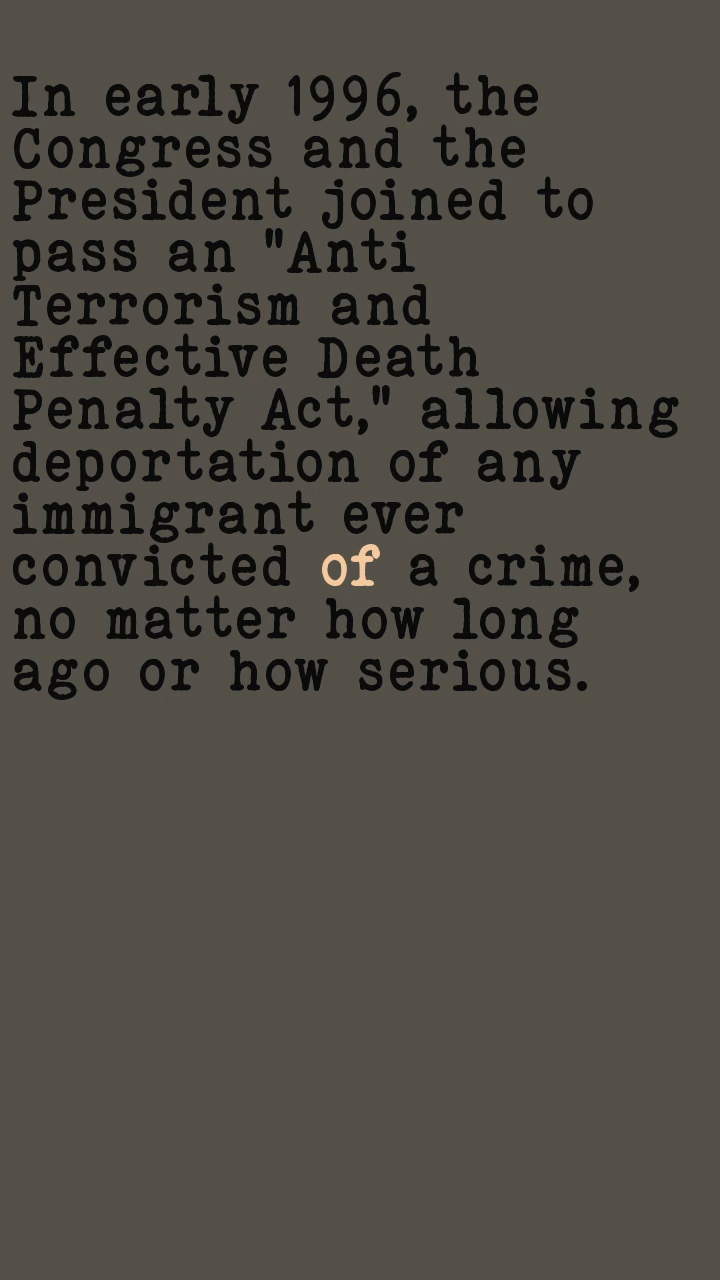 In early 1996, the
Congress and the
President joined to
pass an "Anti
Terrorism and
Effective Death
Penalty Act," allowing
deportation of any
immigrant ever
convicted of a crime,
no matter how long
ago or how serious.